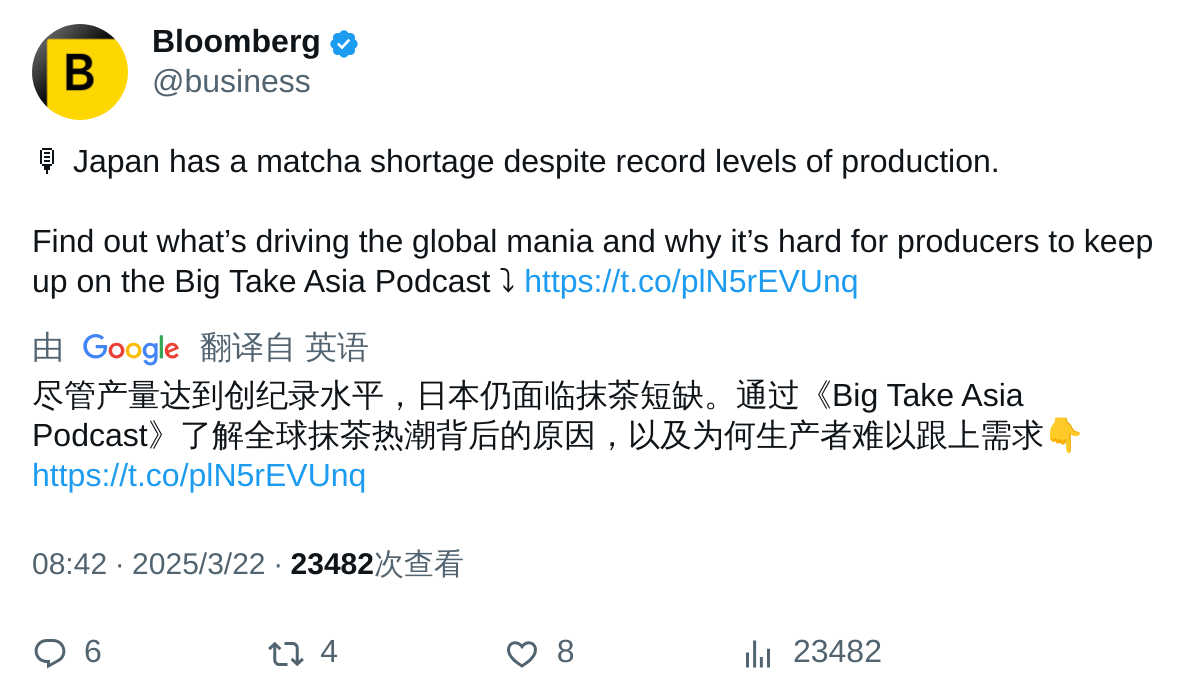 B
Bloomberg
@business
🎙 Japan has a matcha shortage despite record levels of production.
Find out what’s driving the global mania and why it’s hard for producers to keep
up on the Big Take Asia Podcast ⤵ https://t.co/plN5rEVUnq
由 Google 翻译自 英语
尽管产量达到创纪录水平，日本仍面临抹茶短缺。通过《Big Take Asia
Podcast》了解全球抹茶热潮背后的原因，以及为何生产者难以跟上需求👇
https://t.co/plN5rEVUnq
08:42 · 2025/3/22 · 23482次查看
6 4 8 23482